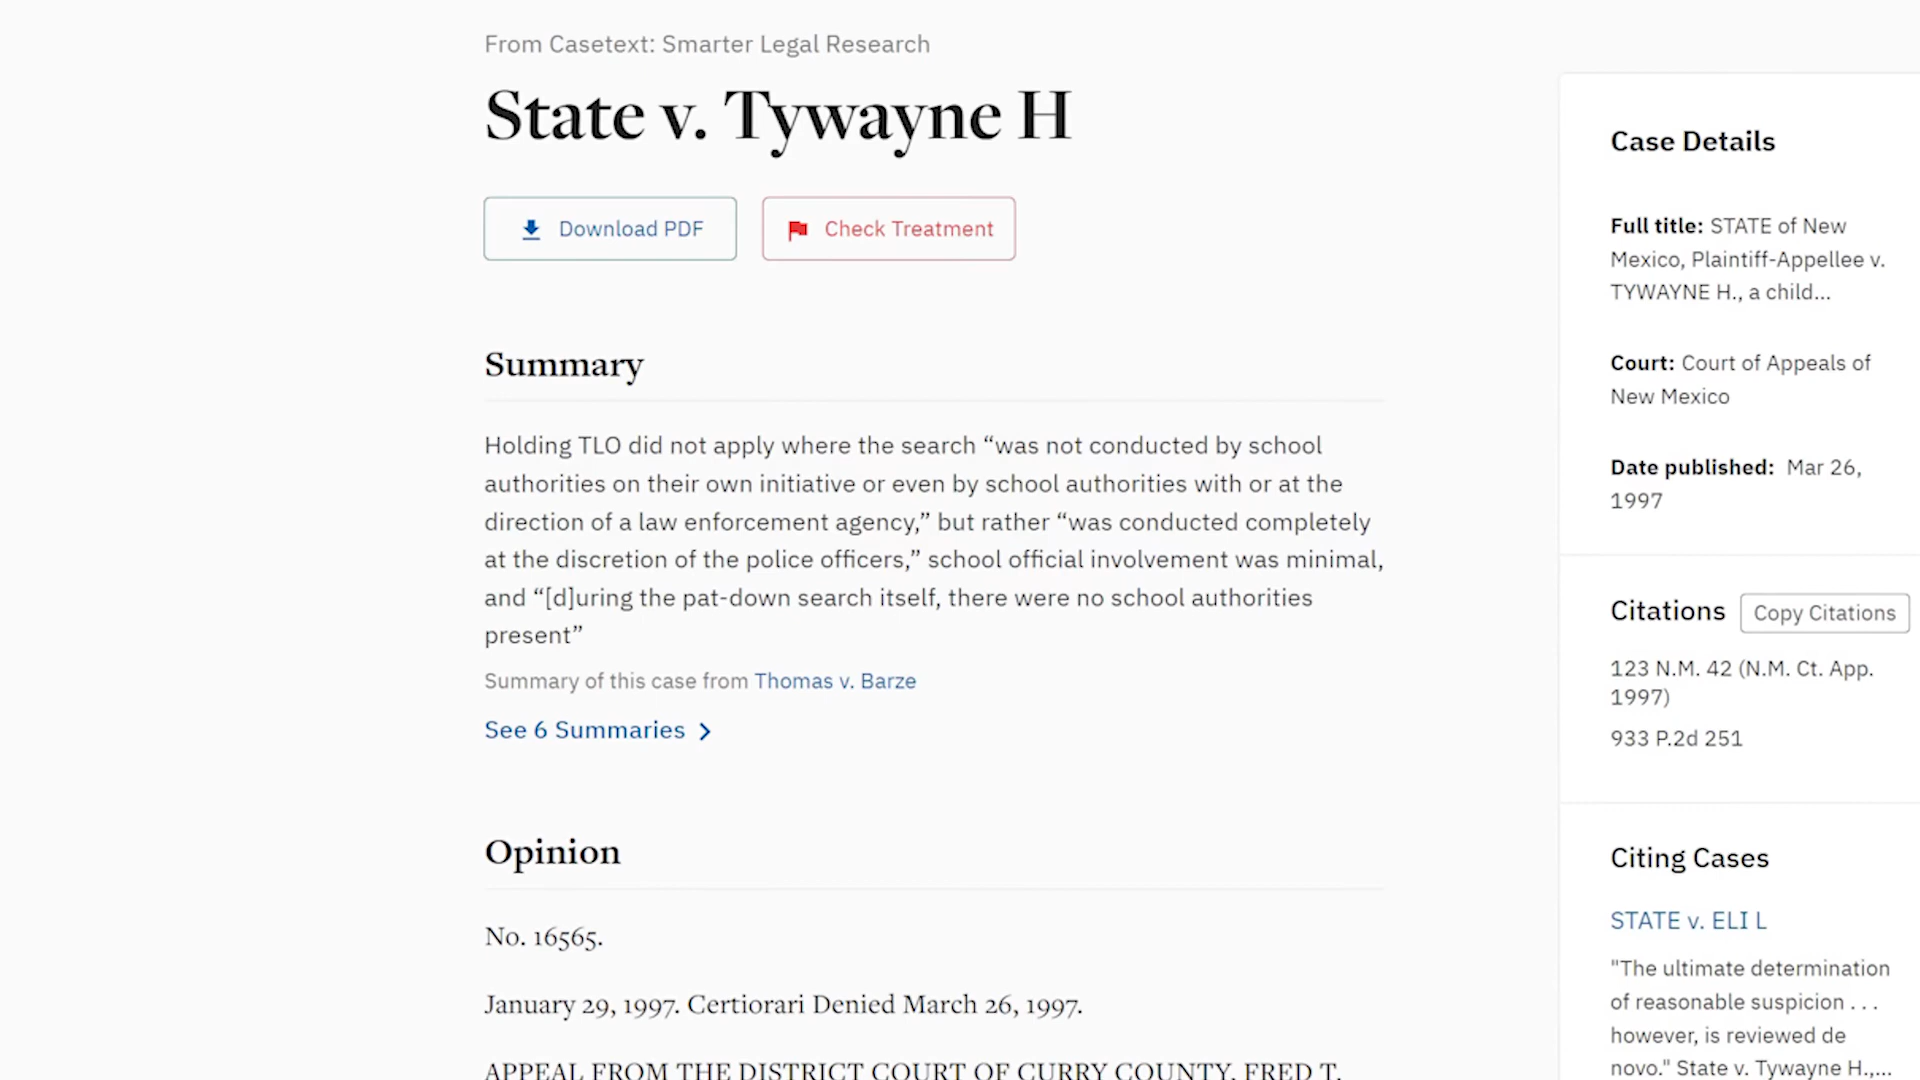 From Casetext: Smarter Legal Research
State v. Tywayne H
Download PDF
Check Treatment
Summary
Holding TLO did not apply where the search “was not conducted by school
authorities on their own initiative or even by school authorities with or at the
direction of a law enforcement agency,” but rather “was conducted completely
at the discretion of the police officers,” school official involvement was minimal,
and “[d]uring the pat-down search itself, there were no school authorities
present”
Summary of this case from Thomas v. Barze
See 6 Summaries
Opinion
No. 16565.
January 29, 1997. Certiorari Denied March 26, 1997.
APPEAL FROM THE DISTRICT COURT OF CURRY COUNTY, FRED T.
Case Details
Full title: STATE of New
Mexico, Plaintiff-Appellee v.
TYWAYNE H., a child...
Court: Court of Appeals of
New Mexico
Date published: Mar 26,
1997
Citations
Copy Citations
123 N.M. 42 (N.M. Ct. App.
1997)
933 P.2d 251
Citing Cases
STATE v. ELI L
"The ultimate determination
of reasonable suspicion . . .
however, is reviewed de
novo." State v. Tywayne H.,...